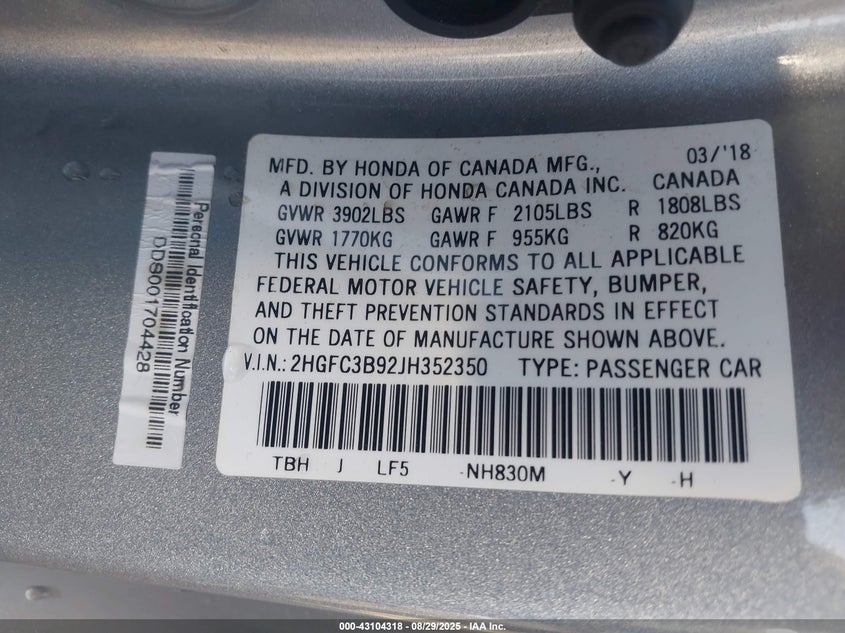 Personal Identification Number
DDS001704428
MFD. BY HONDA OF CANADA MFG., 03/'18
A DIVISION OF HONDA CANADA INC. CANADA
GVWR 3902LBS GAWR F 2105LBS R 1808LBS
GVWR 1770KG GAWR F 955KG R 820KG
THIS VEHICLE CONFORMS TO ALL APPLICABLE
FEDERAL MOTOR VEHICLE SAFETY, BUMPER,
AND THEFT PREVENTION STANDARDS IN EFFECT
ON THE DATE OF MANUFACTURE SHOWN ABOVE.
V.I.N.: 2HGFC3B92JH352350 TYPE: PASSENGER CAR
TBH J LF5 -NH830M -Y -H
000-43104318 - 08/29/2025 - IAA Inc.